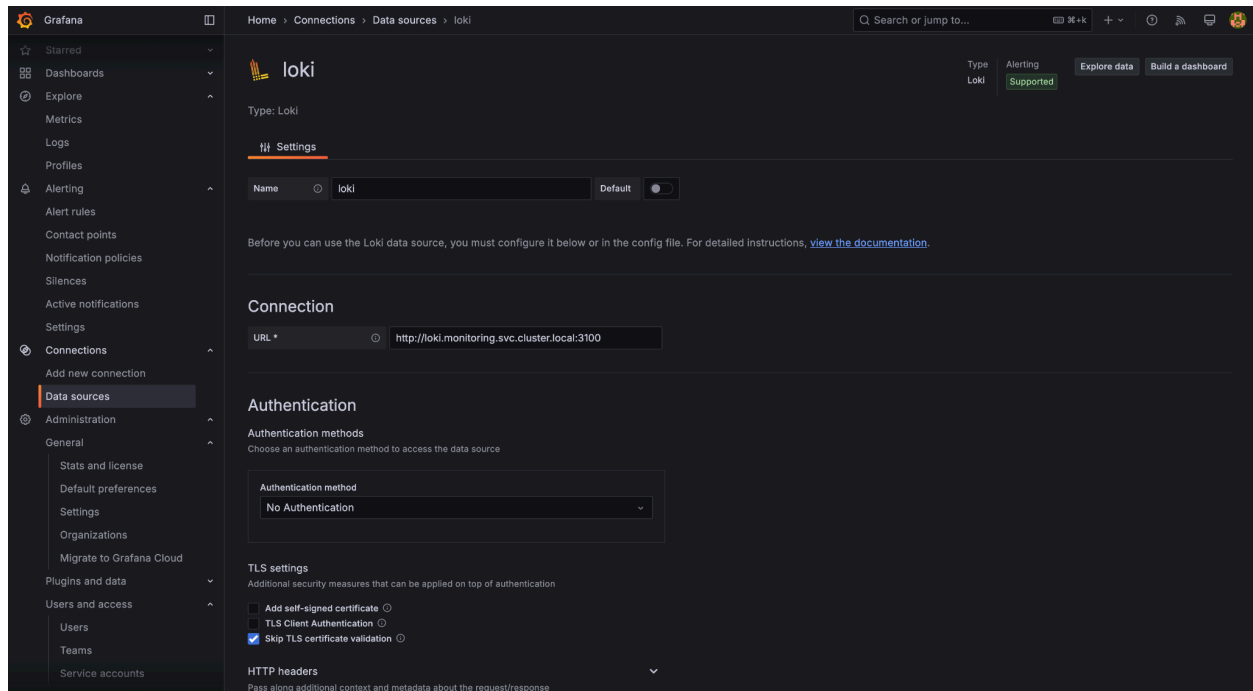 Grafana
Home > Connections > Data sources > loki
Search or jump to...
⌘+k
Starred
Dashboards
Explore
Metrics
Logs
Profiles
Alerting
Alert rules
Contact points
Notification policies
Silences
Active notifications
Settings
Connections
Add new connection
Data sources
Administration
General
Stats and license
Default preferences
Settings
Organizations
Migrate to Grafana Cloud
Plugins and data
Users and access
Users
Teams
Service accounts
loki
Type Alerting
Loki Supported
Explore data
Build a dashboard
Type: Loki
Settings
Name loki Default
Before you can use the Loki data source, you must configure it below or in the config file. For detailed instructions, view the documentation.
Connection
URL * http://loki.monitoring.svc.cluster.local:3100
Authentication
Authentication methods
Choose an authentication method to access the data source
Authentication method
No Authentication
TLS settings
Additional security measures that can be applied on top of authentication
Add self-signed certificate
TLS Client Authentication
Skip TLS certificate validation
HTTP headers
Pass along additional context and metadata about the request/response